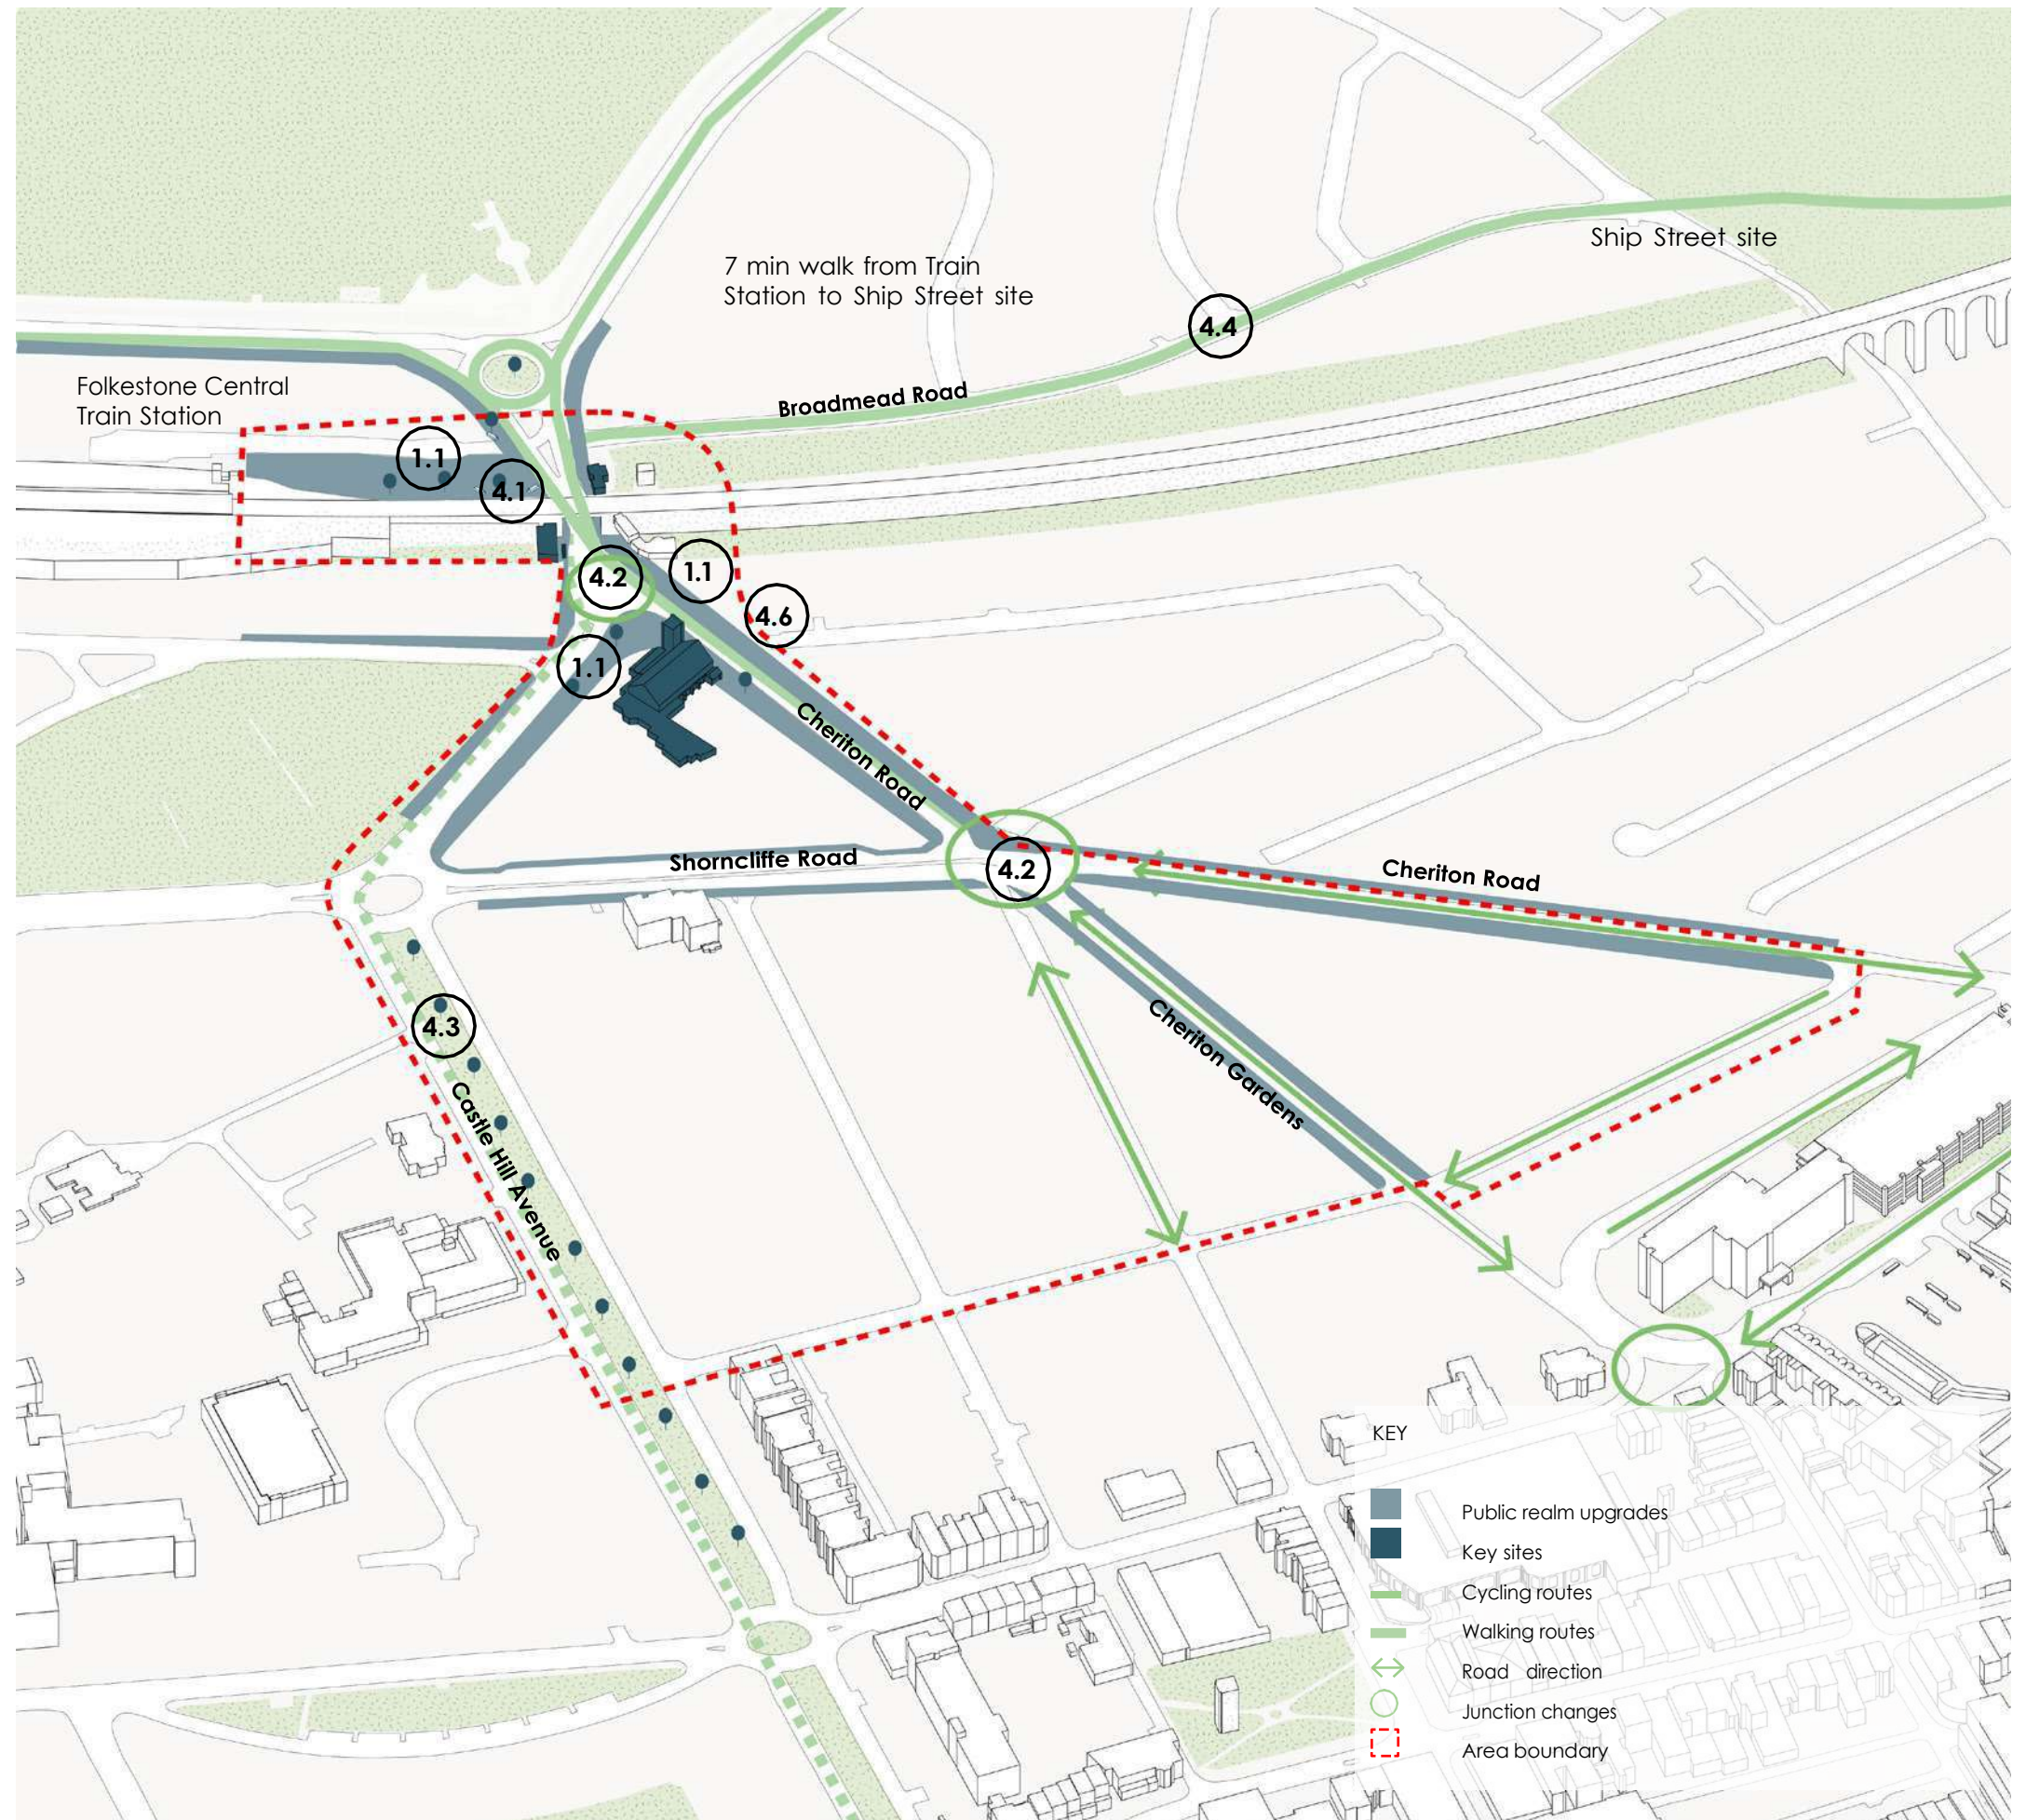 Ship Street site
7 min walk from Train
Station to Ship Street site
4.4
Folkestone Central
Train Station
Broadmead Road
1.1
4.1
4.2
1.1
4.6
1.1
Cheriton Road
Shorncliffe Road
4.2
Cheriton Road
4.3
Cheriton Gardens
Castle Hill Avenue
KEY
Public realm upgrades
Key sites
Cycling routes
Walking routes
Road direction
Junction changes
Area boundary